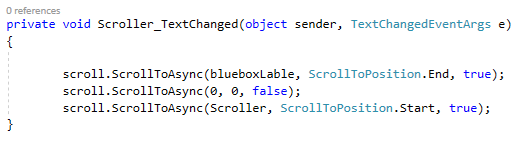 0 references
private void Scroller_TextChanged(object sender, TextChangedEventArgs e)
{
scroll.ScrollToAsync(blueboxLable, ScrollToPosition.End, true);
scroll.ScrollToAsync(0, 0, false);
scroll.ScrollToAsync(Scroller, ScrollToPosition.Start, true);
}